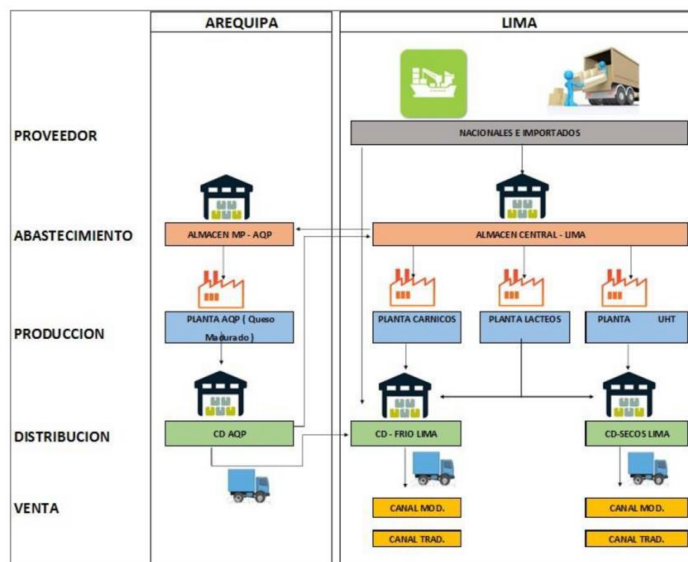 AREQUIPA
LIMA
PROVEEDOR
NACIONALES E IMPORTADOS
ABASTECIMIENTO
ALMACEN MP - AQP
ALMACEN CENTRAL - LIMA
PRODUCCION
PLANTA AQP ( Queso
Madurado )
PLANTA CARNICOS
PLANTA LACTEOS
PLANTA UHT
DISTRIBUCION
CD AQP
CD - FRIO LIMA
CD-SECOS LIMA
VENTA
CANAL MOD.
CANAL MOD.
CANAL TRAD.
CANAL TRAD.